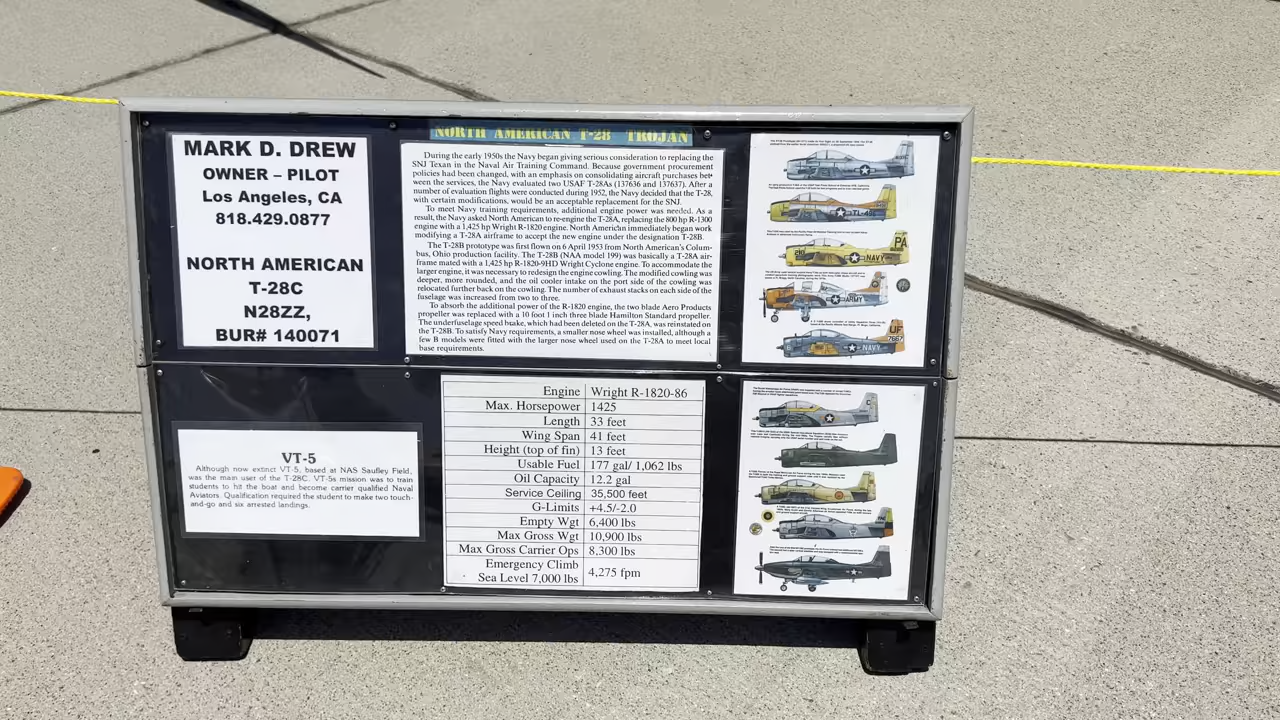 MARK D. DREW
OWNER – PILOT
Los Angeles, CA
818.429.0877
NORTH AMERICAN
T-28C
N28ZZ,
BUR# 140071
NORTH AMERICAN T-28 TROJAN
During the early 1950s the Navy began giving serious consideration to replacing the
SNJ Texan in the Naval Air Training Command. Because government procurement
policies had been changed, with an emphasis on consolidating aircraft purchases bet-
ween the services, the Navy evaluated two USAF T-28As (137636 and 137637). After a
number of evaluation flights were conducted during 1952, the Navy decided that the T-28,
with certain modifications, would be an acceptable replacement for the SNJ.
To meet Navy training requirements, additional engine power was needed. As a
result, the Navy asked North American to re-engine the T-28A, replacing the 800 hp R-1300
engine with a 1,425 hp Wright R-1820 engine. North American immediately began work
modifying a T-28A airframe to accept the new engine under the designation T-28B.
The T-28B prototype was first flown on 6 April 1953 from North American's Colum-
bus, Ohio production facility. The T-28B (NAA model 199) was basically a T-28A air-
frame mated with a 1,425 hp R-1820-9HD Wright Cyclone engine. To accommodate the
larger engine, it was necessary to redesign the engine cowling. The modified cowling was
deeper, more rounded, and the oil cooler intake on the port side of the cowling was
relocated further back on the cowling. The number of exhaust stacks on each side of the
fuselage was increased from two to three.
To absorb the additional power of the R-1820 engine, the two blade Aero Products
propeller was replaced with a 10 foot 1 inch three blade Hamilton Standard propeller.
The underfuselage speed brake, which had been deleted on the T-28A, was reinstated on
the T-28B. To satisfy Navy requirements, a smaller nose wheel was installed, although a
few B models were fitted with the larger nose wheel used on the T-28A to meet local
base requirements.
PA
NAVY
ARMY
UF
7667
NAVY
VT-5
Although now extinct VT-5, based at NAS Saufley Field,
was the main user of the T-28C. VT-5s mission was to train
students to hit the boat and become carrier qualified Naval
Aviators. Qualification required the student to make two touch-
and-go and six arrested landings.
Engine Wright R-1820-86
Max Horsepower 1425
Length 33 feet
Wing Span 41 feet
Height (top of fin) 13 feet
Usable Fuel 177 gal/ 1,062 lbs
Oil Capacity 12.2 gal
Service Ceiling 35,500 feet
G-Limits +4.5/-2.0
Empty Wgt 6,400 lbs
Max Gross Wgt 10,900 lbs
Max Gross Carrier Ops 8,300 lbs
Emergency Climb
Sea Level 7,000 lbs 4,275 fpm